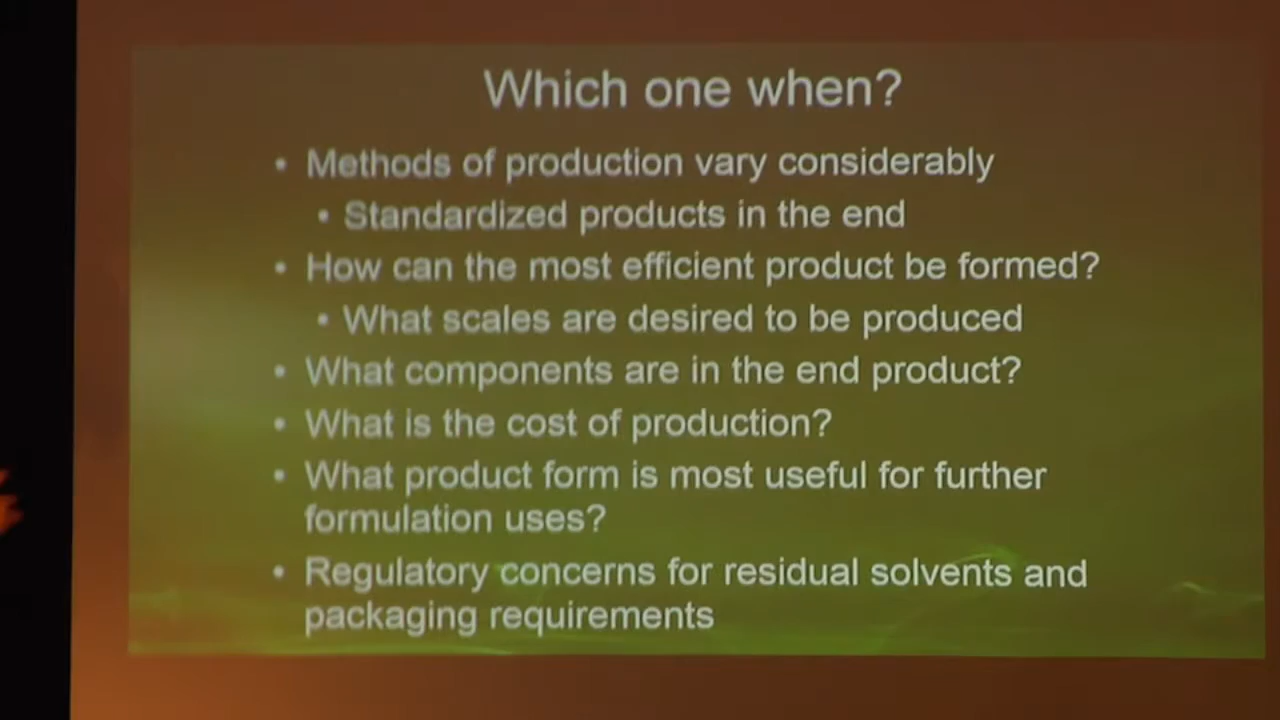 Which one when?
• Methods of production vary considerably
• Standardized products in the end
• How can the most efficient product be formed?
• What scales are desired to be produced
• What components are in the end product?
• What is the cost of production?
• What product form is most useful for further
formulation uses?
• Regulatory concerns for residual solvents and
packaging requirements